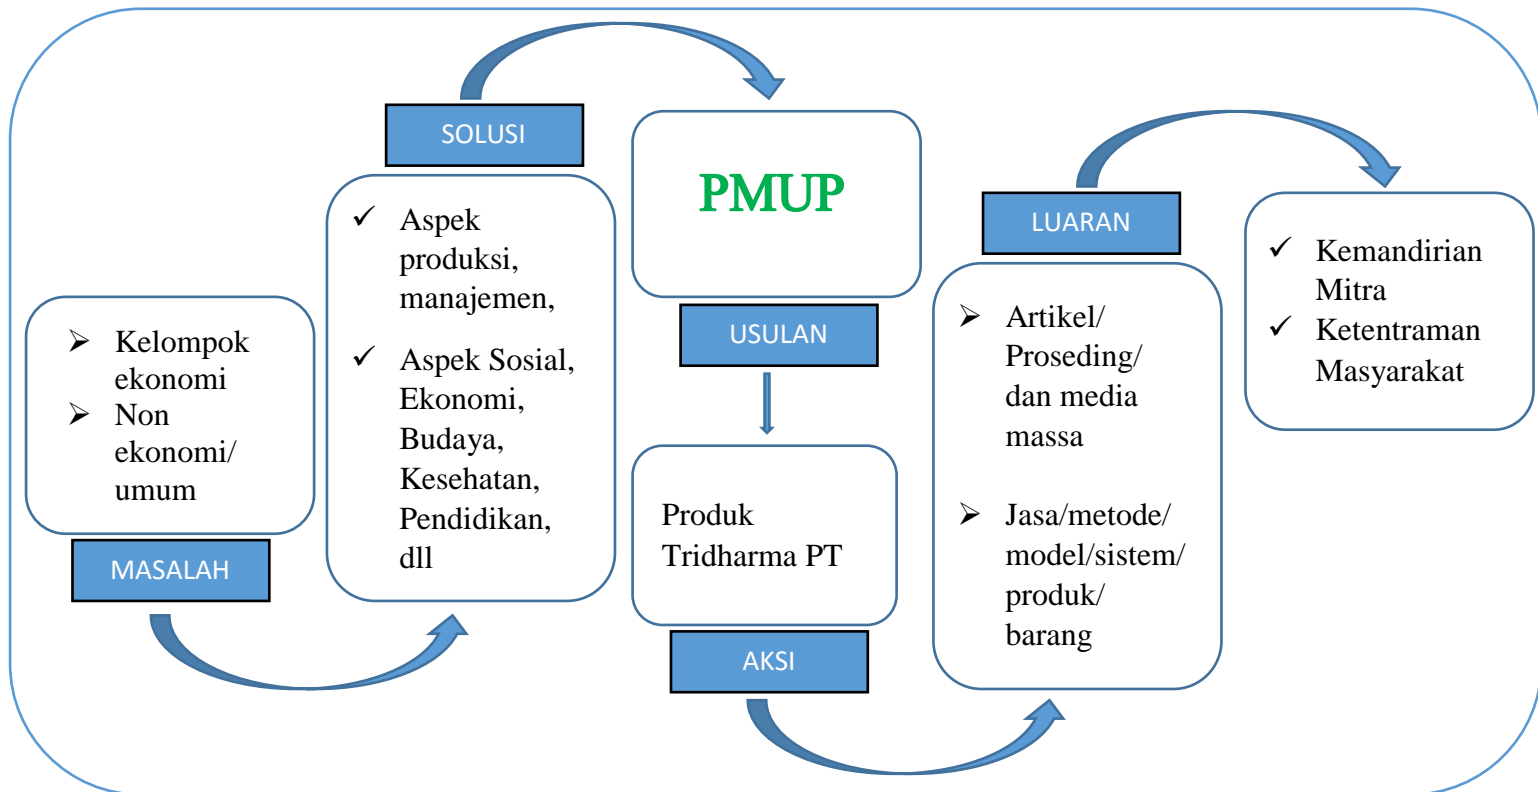 Kelompok
ekonomi
Non
ekonomi/
umum
MASALAH
SOLUSI
Aspek
produksi,
manajemen,
Aspek Sosial,
Ekonomi,
Budaya,
Kesehatan,
Pendidikan,
dll
PMUP
USULAN
Produk
Tridharma PT
AKSI
LUARAN
Artikel/
Proseding/
dan media
massa
Jasa/metode/
model/sistem/
produk/
barang
Kemandirian
Mitra
Ketentraman
Masyarakat